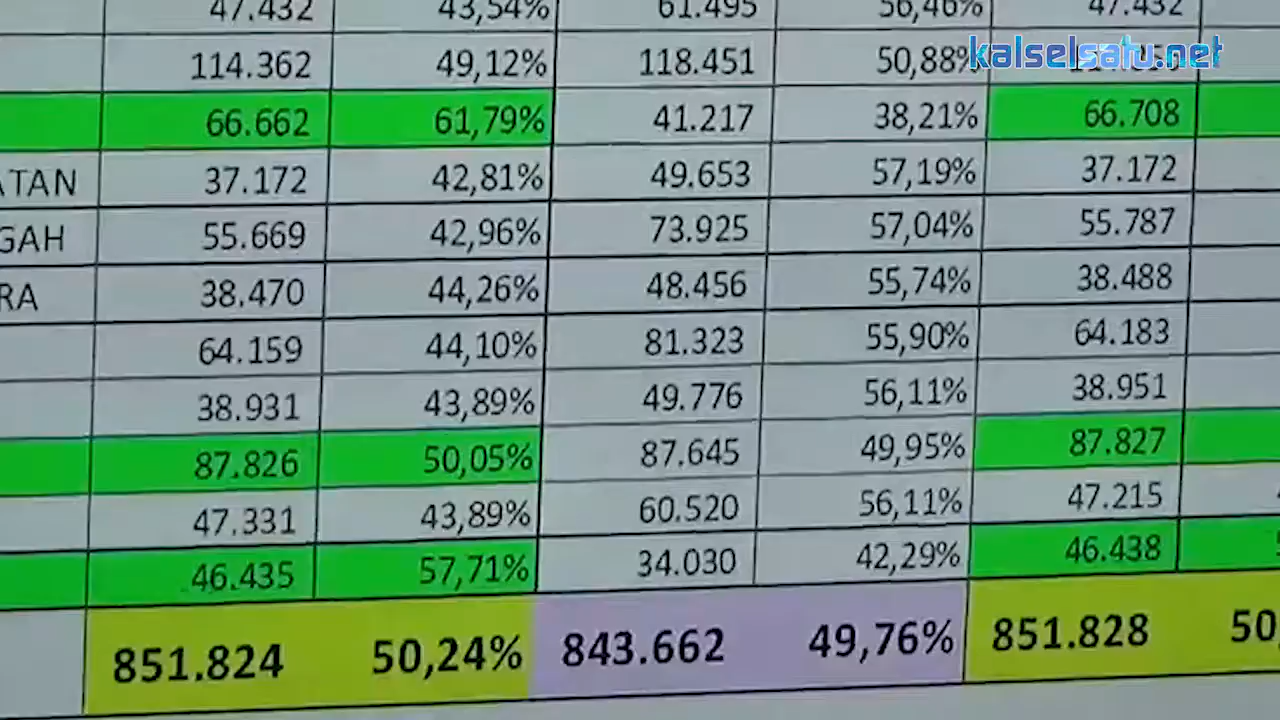 47.432 43,54% 61.495 56,46% 47.432
kalselsatu.net
114.362 49,12% 118.451 50,88%
66.662 61,79% 41.217 38,21% 66.708
ATAN 37.172 42,81% 49.653 57,19% 37.172
GAH 55.669 42,96% 73.925 57,04% 55.787
RA 38.470 44,26% 48.456 55,74% 38.488
64.159 44,10% 81.323 55,90% 64.183
38.931 43,89% 49.776 56,11% 38.951
87.826 50,05% 87.645 49,95% 87.827
47.331 43,89% 60.520 56,11% 47.215
46.435 57,71% 34.030 42,29% 46.438
851.824 50,24% 843.662 49,76% 851.828 50